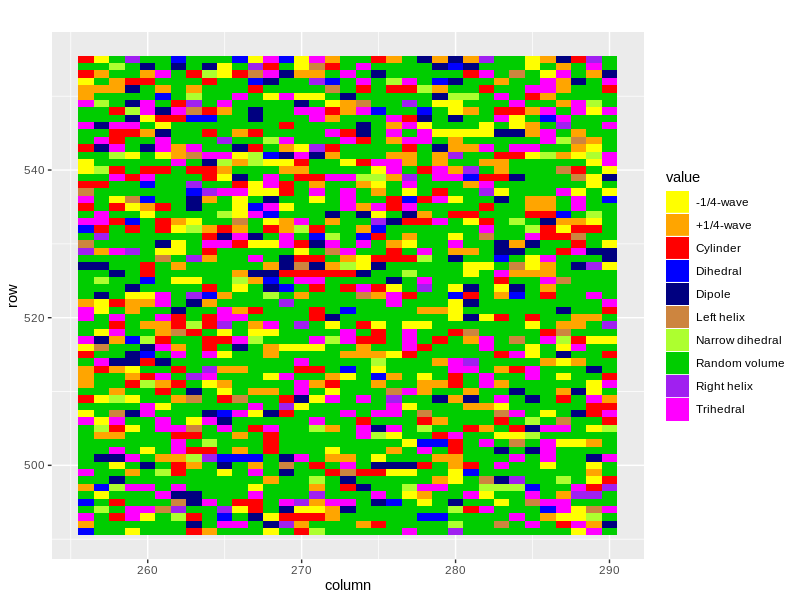 540
520
500
260
270
280
290
column
row
value
-1/4-wave
+1/4-wave
Cylinder
Dihedral
Dipole
Left helix
Narrow dihedral
Random volume
Right helix
Trihedral